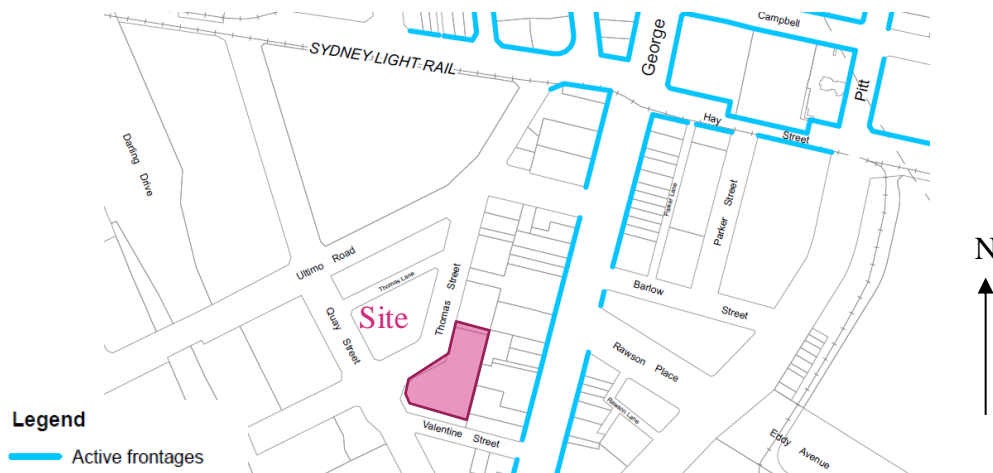 Campbell
George
SYDNEY LIGHT RAIL
Pitt
Hay
Street
Darling Drive
Parker Lane
Parker Street
N
Ultimo Road
Thomas Lane
Thomas Street
Barlow
Street
Quay Street
Site
Rawson Place
Rawson Lane
Legend
Valentine Street
Eddy Avenue
Active frontages